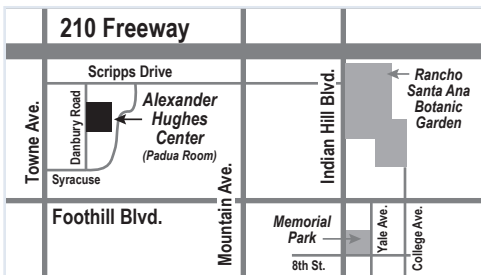 210 Freeway
Scripps Drive
Towne Ave.
Danbury Road
Alexander
Hughes
Center
(Padua Room)
Syracuse
Mountain Ave.
Indian Hill Blvd.
Rancho
Santa Ana
Botanic
Garden
Foothill Blvd.
Memorial
Park
Yale Ave.
College Ave.
8th St.